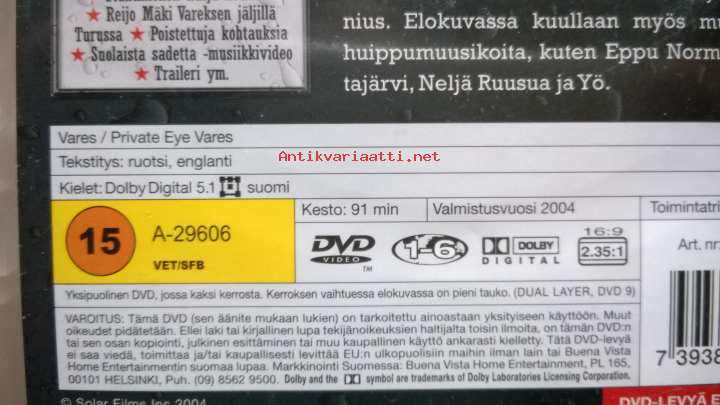 ★ Reijo Mäki Vareksen jäljillä
Turussa ★ Poistettuja kohtauksia
★ Suolaista sadetta -musiikkivideo
★ Traileri ym.
nius. Elokuvassa kuullaan myös m
huippumuusikoita, kuten Eppu Norm
tajärvi, Neljä Ruusua ja Yö.
Vares / Private Eye Vares
Tekstitys: ruotsi, englanti
Antikvariaatti.net
Kielet: Dolby Digital 5.1 suomi
15 A-29606
VET/SFB
Kesto: 91 min
Valmistusvuosi 2004
Toimintatri
DVD
VIDEO
TM
1-6
DOLBY
DIGITAL
16:9
2.35:1
Art. nr:
Yksipuolinen DVD, jossa kaksi kerrosta. Kerroksen vaihtuessa elokuvassa on pieni tauko. (DUAL LAYER, DVD 9)
VAROITUS: Tämä DVD (sen äänite mukaan lukien) on tarkoitettu ainoastaan yksityiseen käyttöön. Muut
oikeudet pidätetään. Ellei laki tai kirjallinen lupa tekijänoikeuksien haltijalta toisin ilmoita, on tämän DVD:n
tai sen osan kopiointi, julkinen esittäminen tai muu kaupallinen käyttö ankarasti kielletty. Tätä DVD-levyä
ei saa viedä, toimittaa ja/tai kaupallisesti levittää EU:n ulkopuolisiin maihin ilman lain tai Buena Vista
Home Entertainmentin suomaa lupaa. Markkinointi Suomessa: Buena Vista Home Entertainment, PL 165,
00101 HELSINKI, Puh. (09) 8562 9500. Dolby and the symbol are trademarks of Dolby Laboratories Licensing Corporation.
7 3938
© Solar Films Inc 2004
DVD-LEVYÄ E